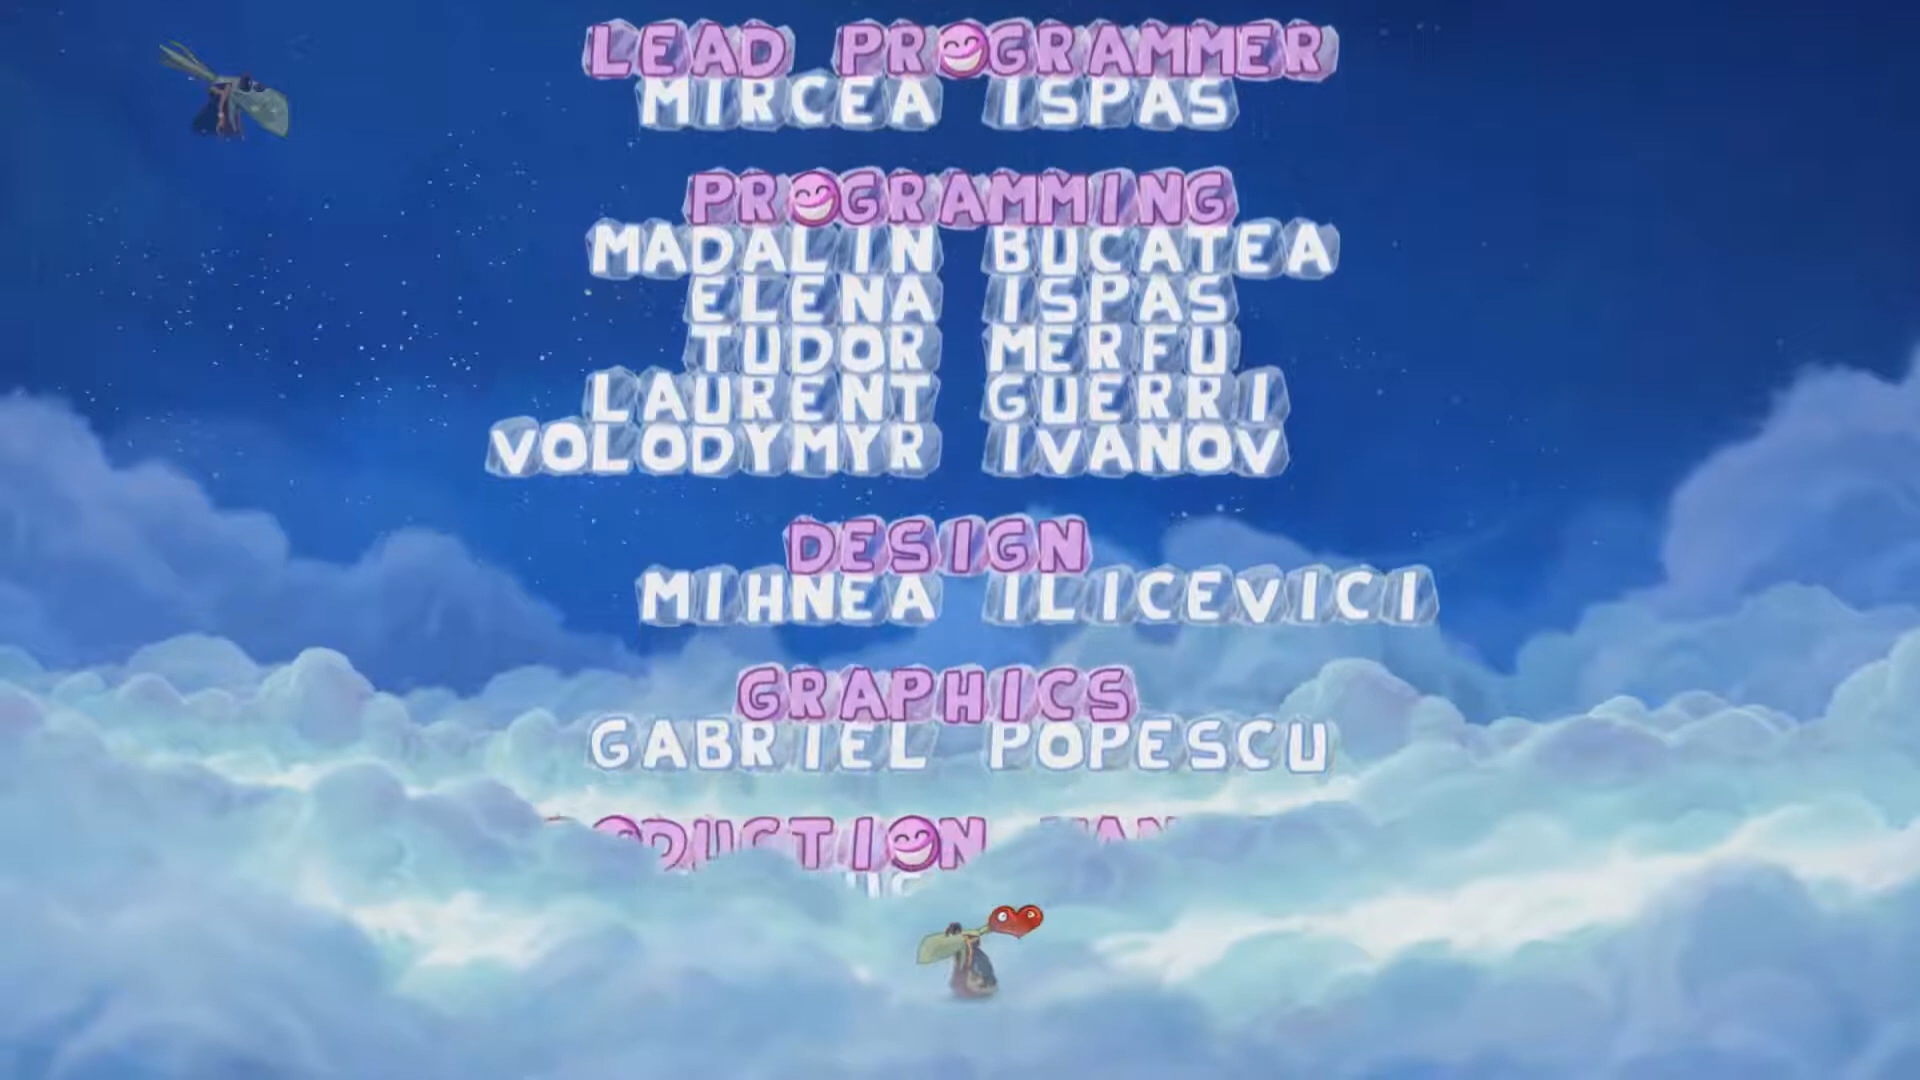 LEAD PROGRAMMER
MIRCEA ISPAS
PROGRAMMING
MADALIN BUCATEA
ELENA ISPAS
TUDOR MERFU
LAURENT GUERRI
VOLODYMYR IVANOV
DESIGN
MIHNEA ILICEVICI
GRAPHICS
GABRIEL POPESCU
PRODUCTION